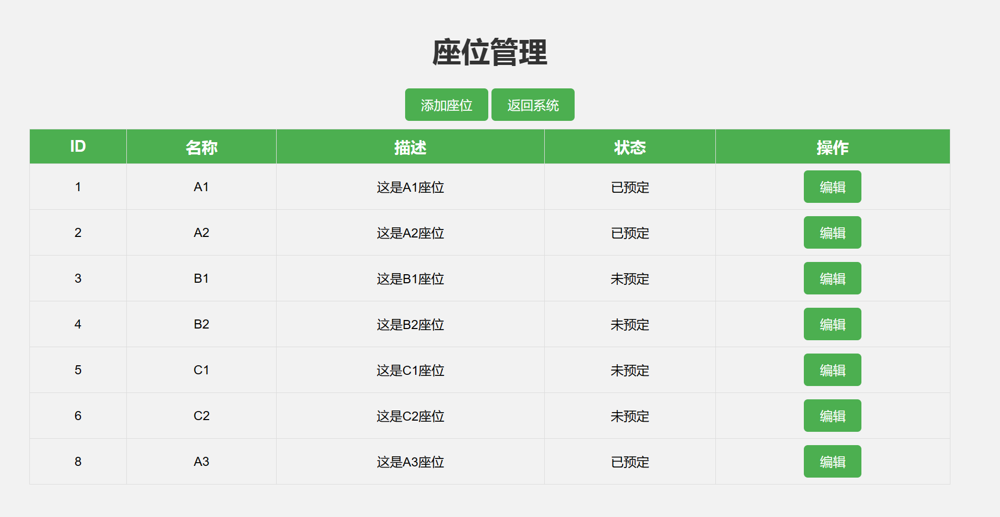 座位管理
添加座位 返回系统
ID 名称 描述 状态 操作
1 A1 这是A1座位 已预定 编辑
2 A2 这是A2座位 已预定 编辑
3 B1 这是B1座位 未预定 编辑
4 B2 这是B2座位 未预定 编辑
5 C1 这是C1座位 未预定 编辑
6 C2 这是C2座位 未预定 编辑
8 A3 这是A3座位 已预定 编辑